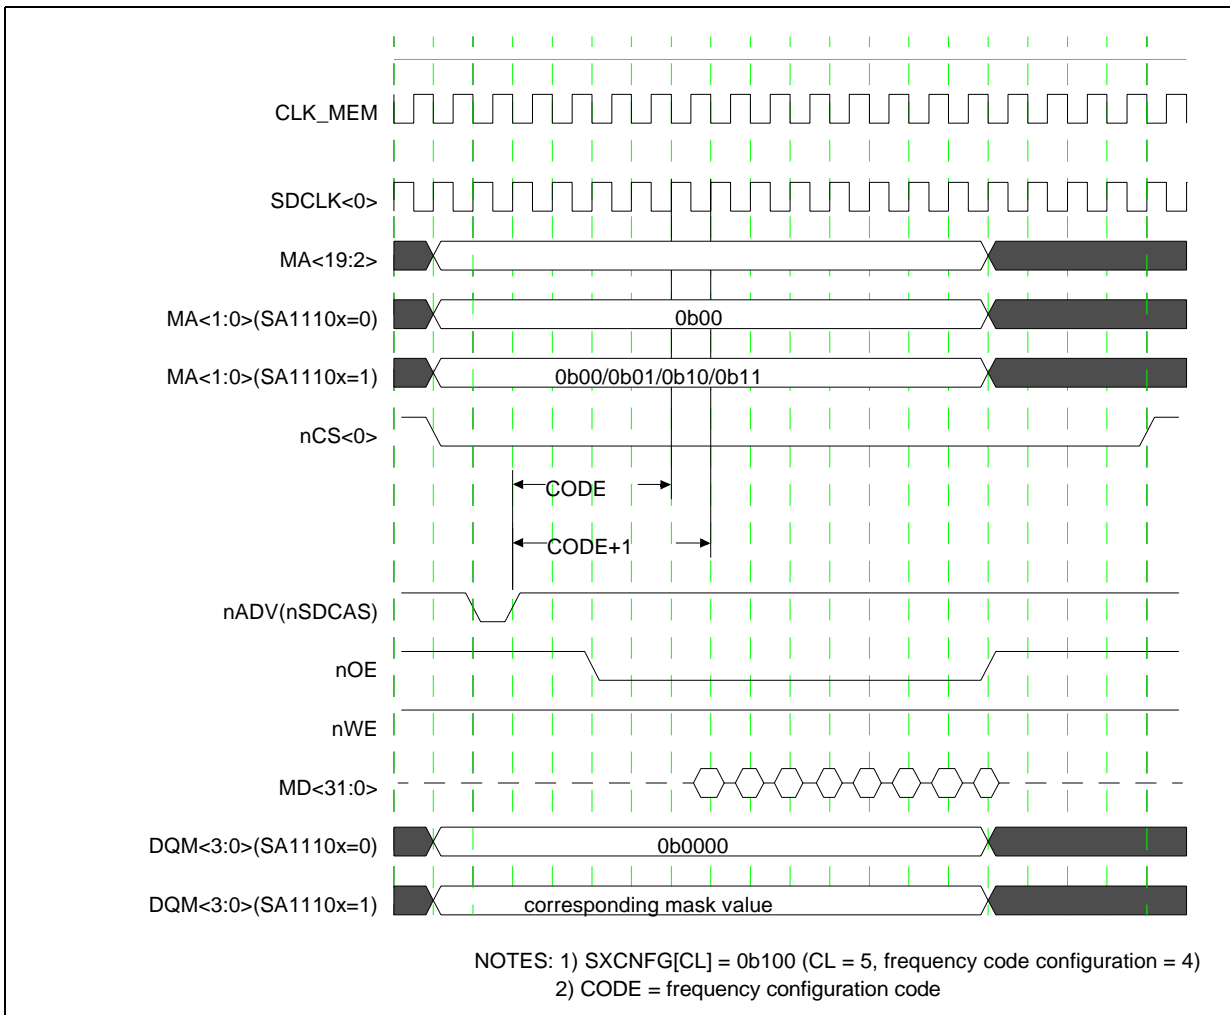 CLK_MEM
SDCLK<0>
MA<19:2>
MA<1:0>(SA1110x=0)
0b00
MA<1:0>(SA1110x=1)
0b00/0b01/0b10/0b11
nCS<0>
CODE
CODE+1
nADV(nSDCAS)
nOE
nWE
MD<31:0>
DQM<3:0>(SA1110x=0)
0b0000
DQM<3:0>(SA1110x=1)
corresponding mask value
NOTES: 1) SXCNFG[CL] = 0b100 (CL = 5, frequency code configuration = 4)
2) CODE = frequency configuration code